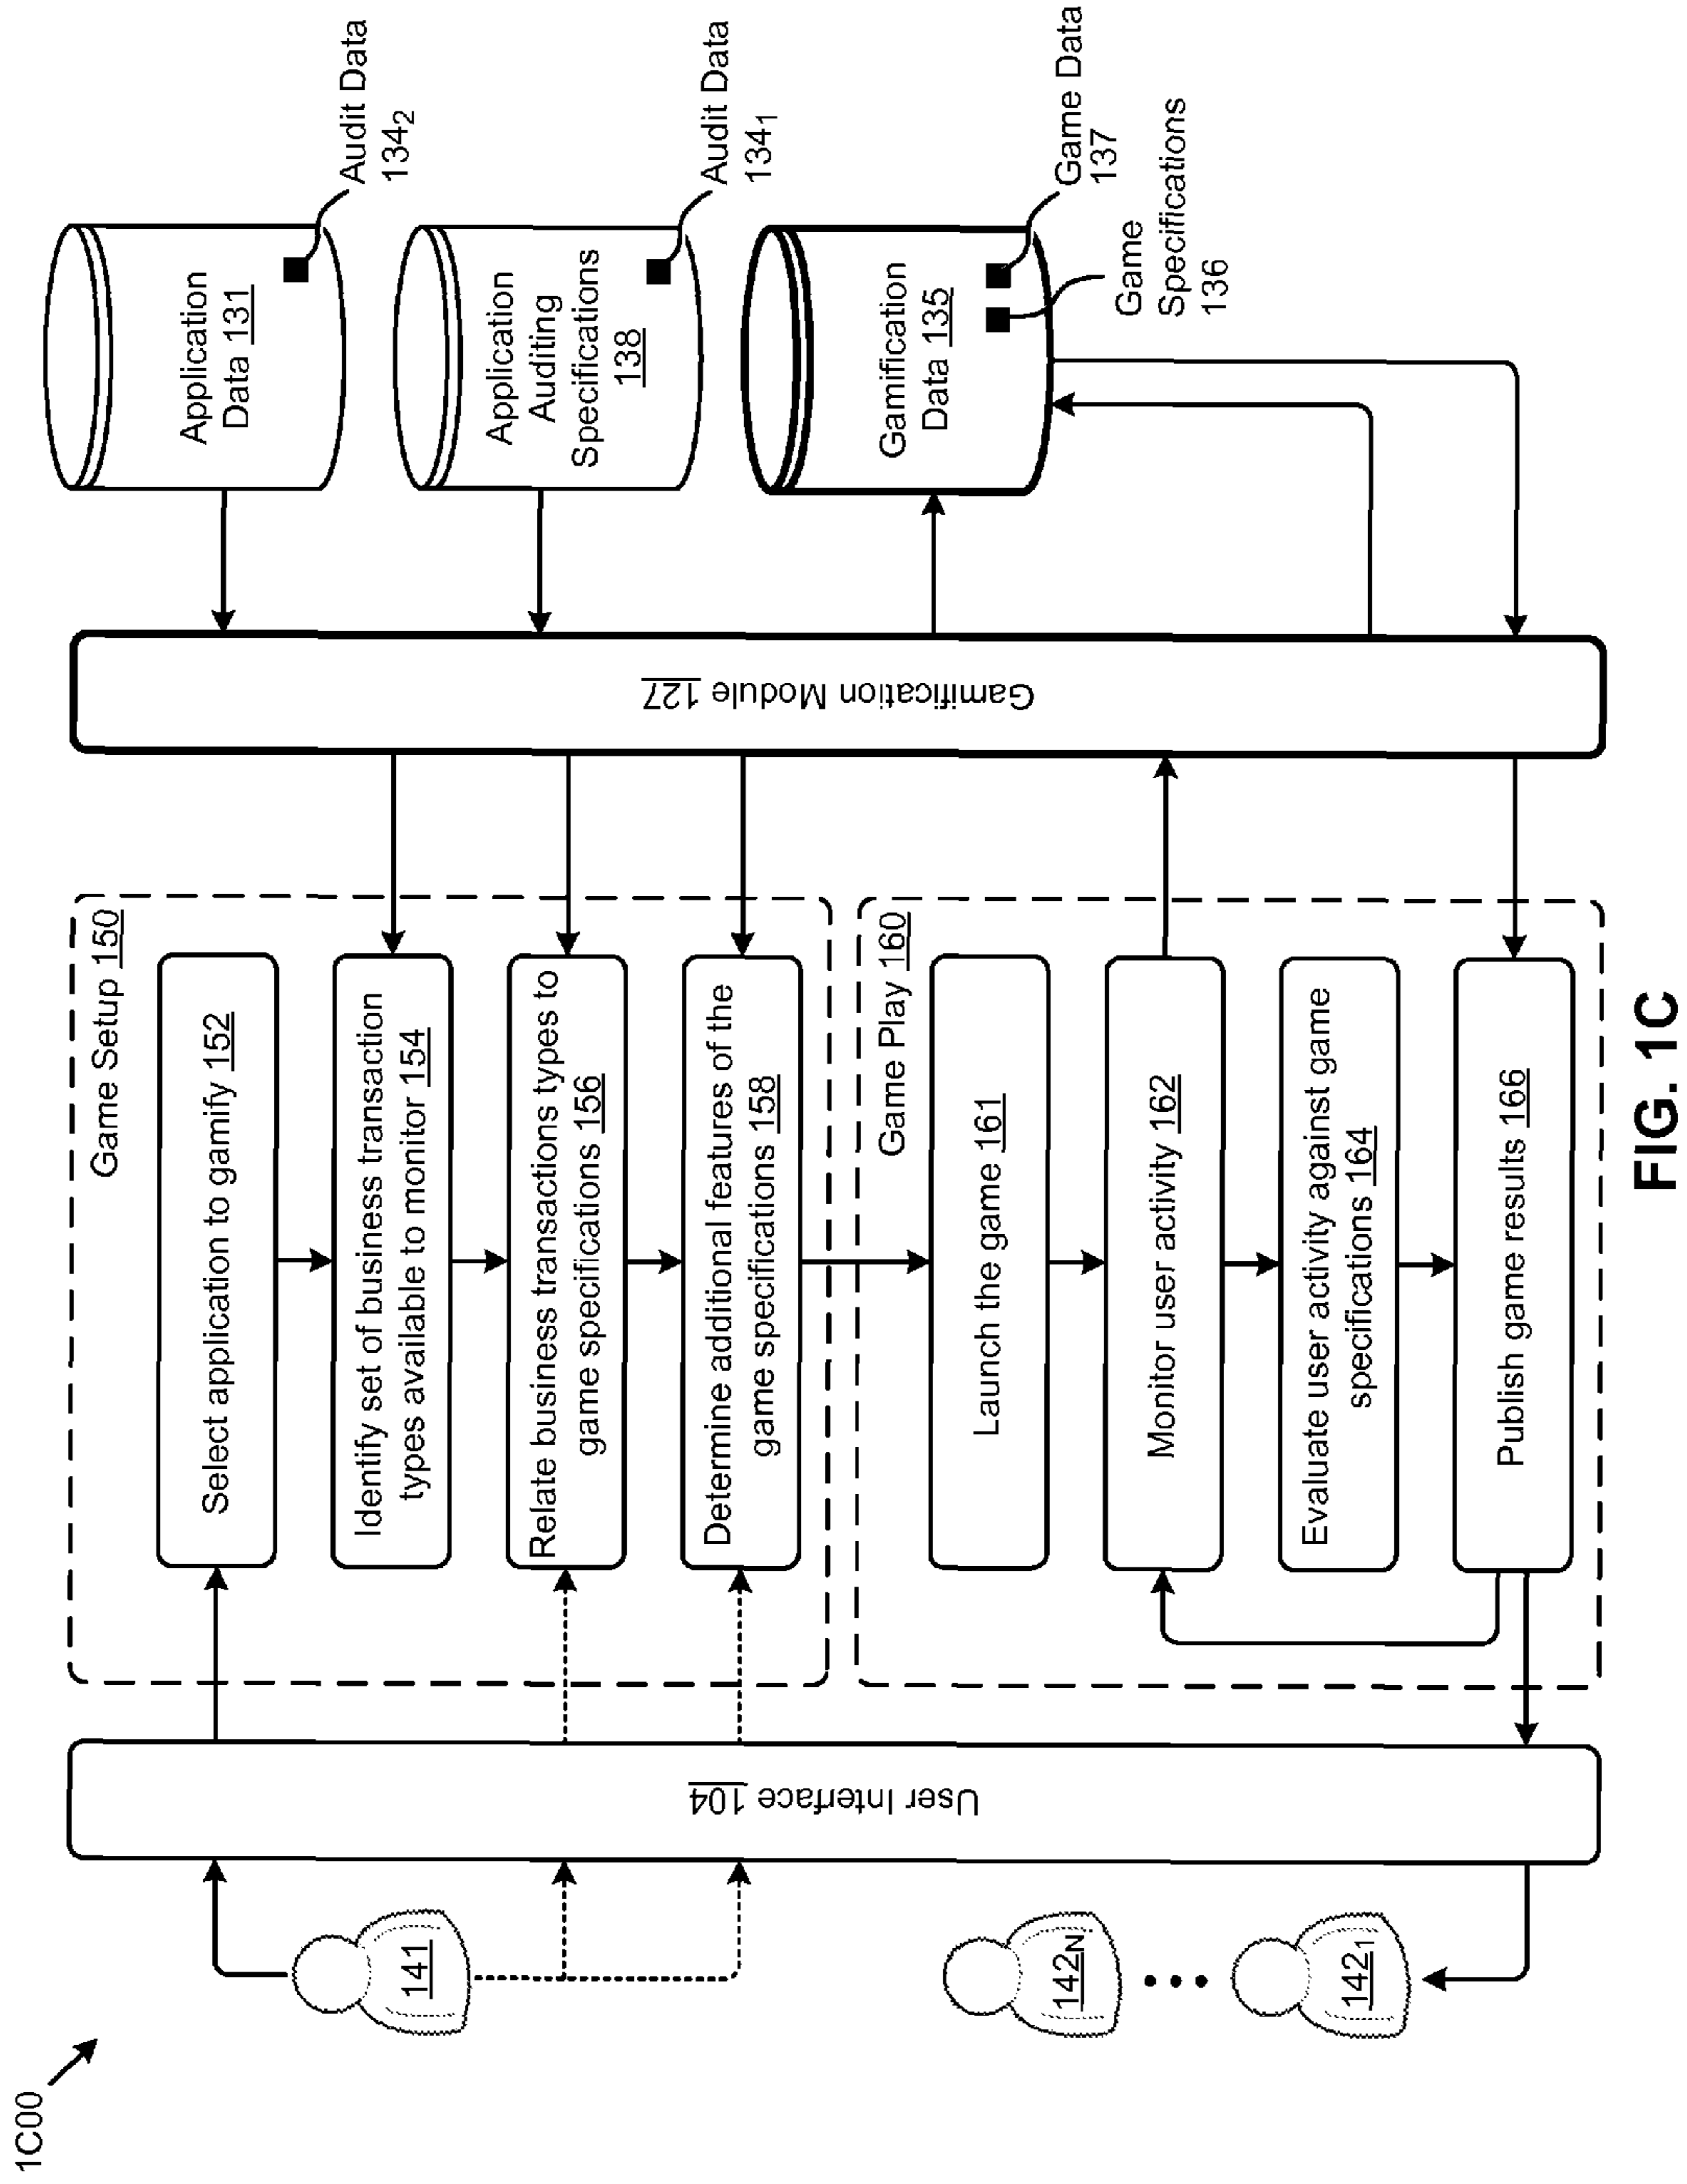 1C00
141
142N
1421
User Interface 104
Game Setup 150
Select application to gamify 152
Identify set of business transaction
types available to monitor 154
Relate business transactions types to
game specifications 156
Determine additional features of the
game specifications 158
Game Play 160
Launch the game 161
Monitor user activity 162
Evaluate user activity against game
specifications 164
Publish game results 166
Gamification Module 127
Application
Data 131
Audit Data
134₂
Application
Auditing
Specifications
138
Audit Data
134₁
Gamification
Data 135
Game Data
137
Game
Specifications
136
FIG. 1C